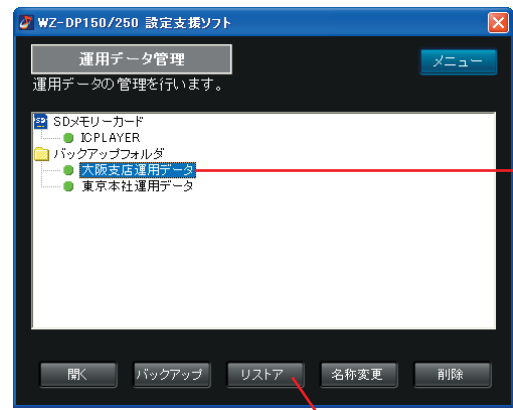 WZ-DP150/250 設定支援ソフト
運用データ管理
メニュー
運用データの管理を行います。
SDメモリーカード
ICPLAYER
バックアップフォルダ
大阪支店運用データ
東京本社運用データ
開く バックアップ リストア 名称変更 削除